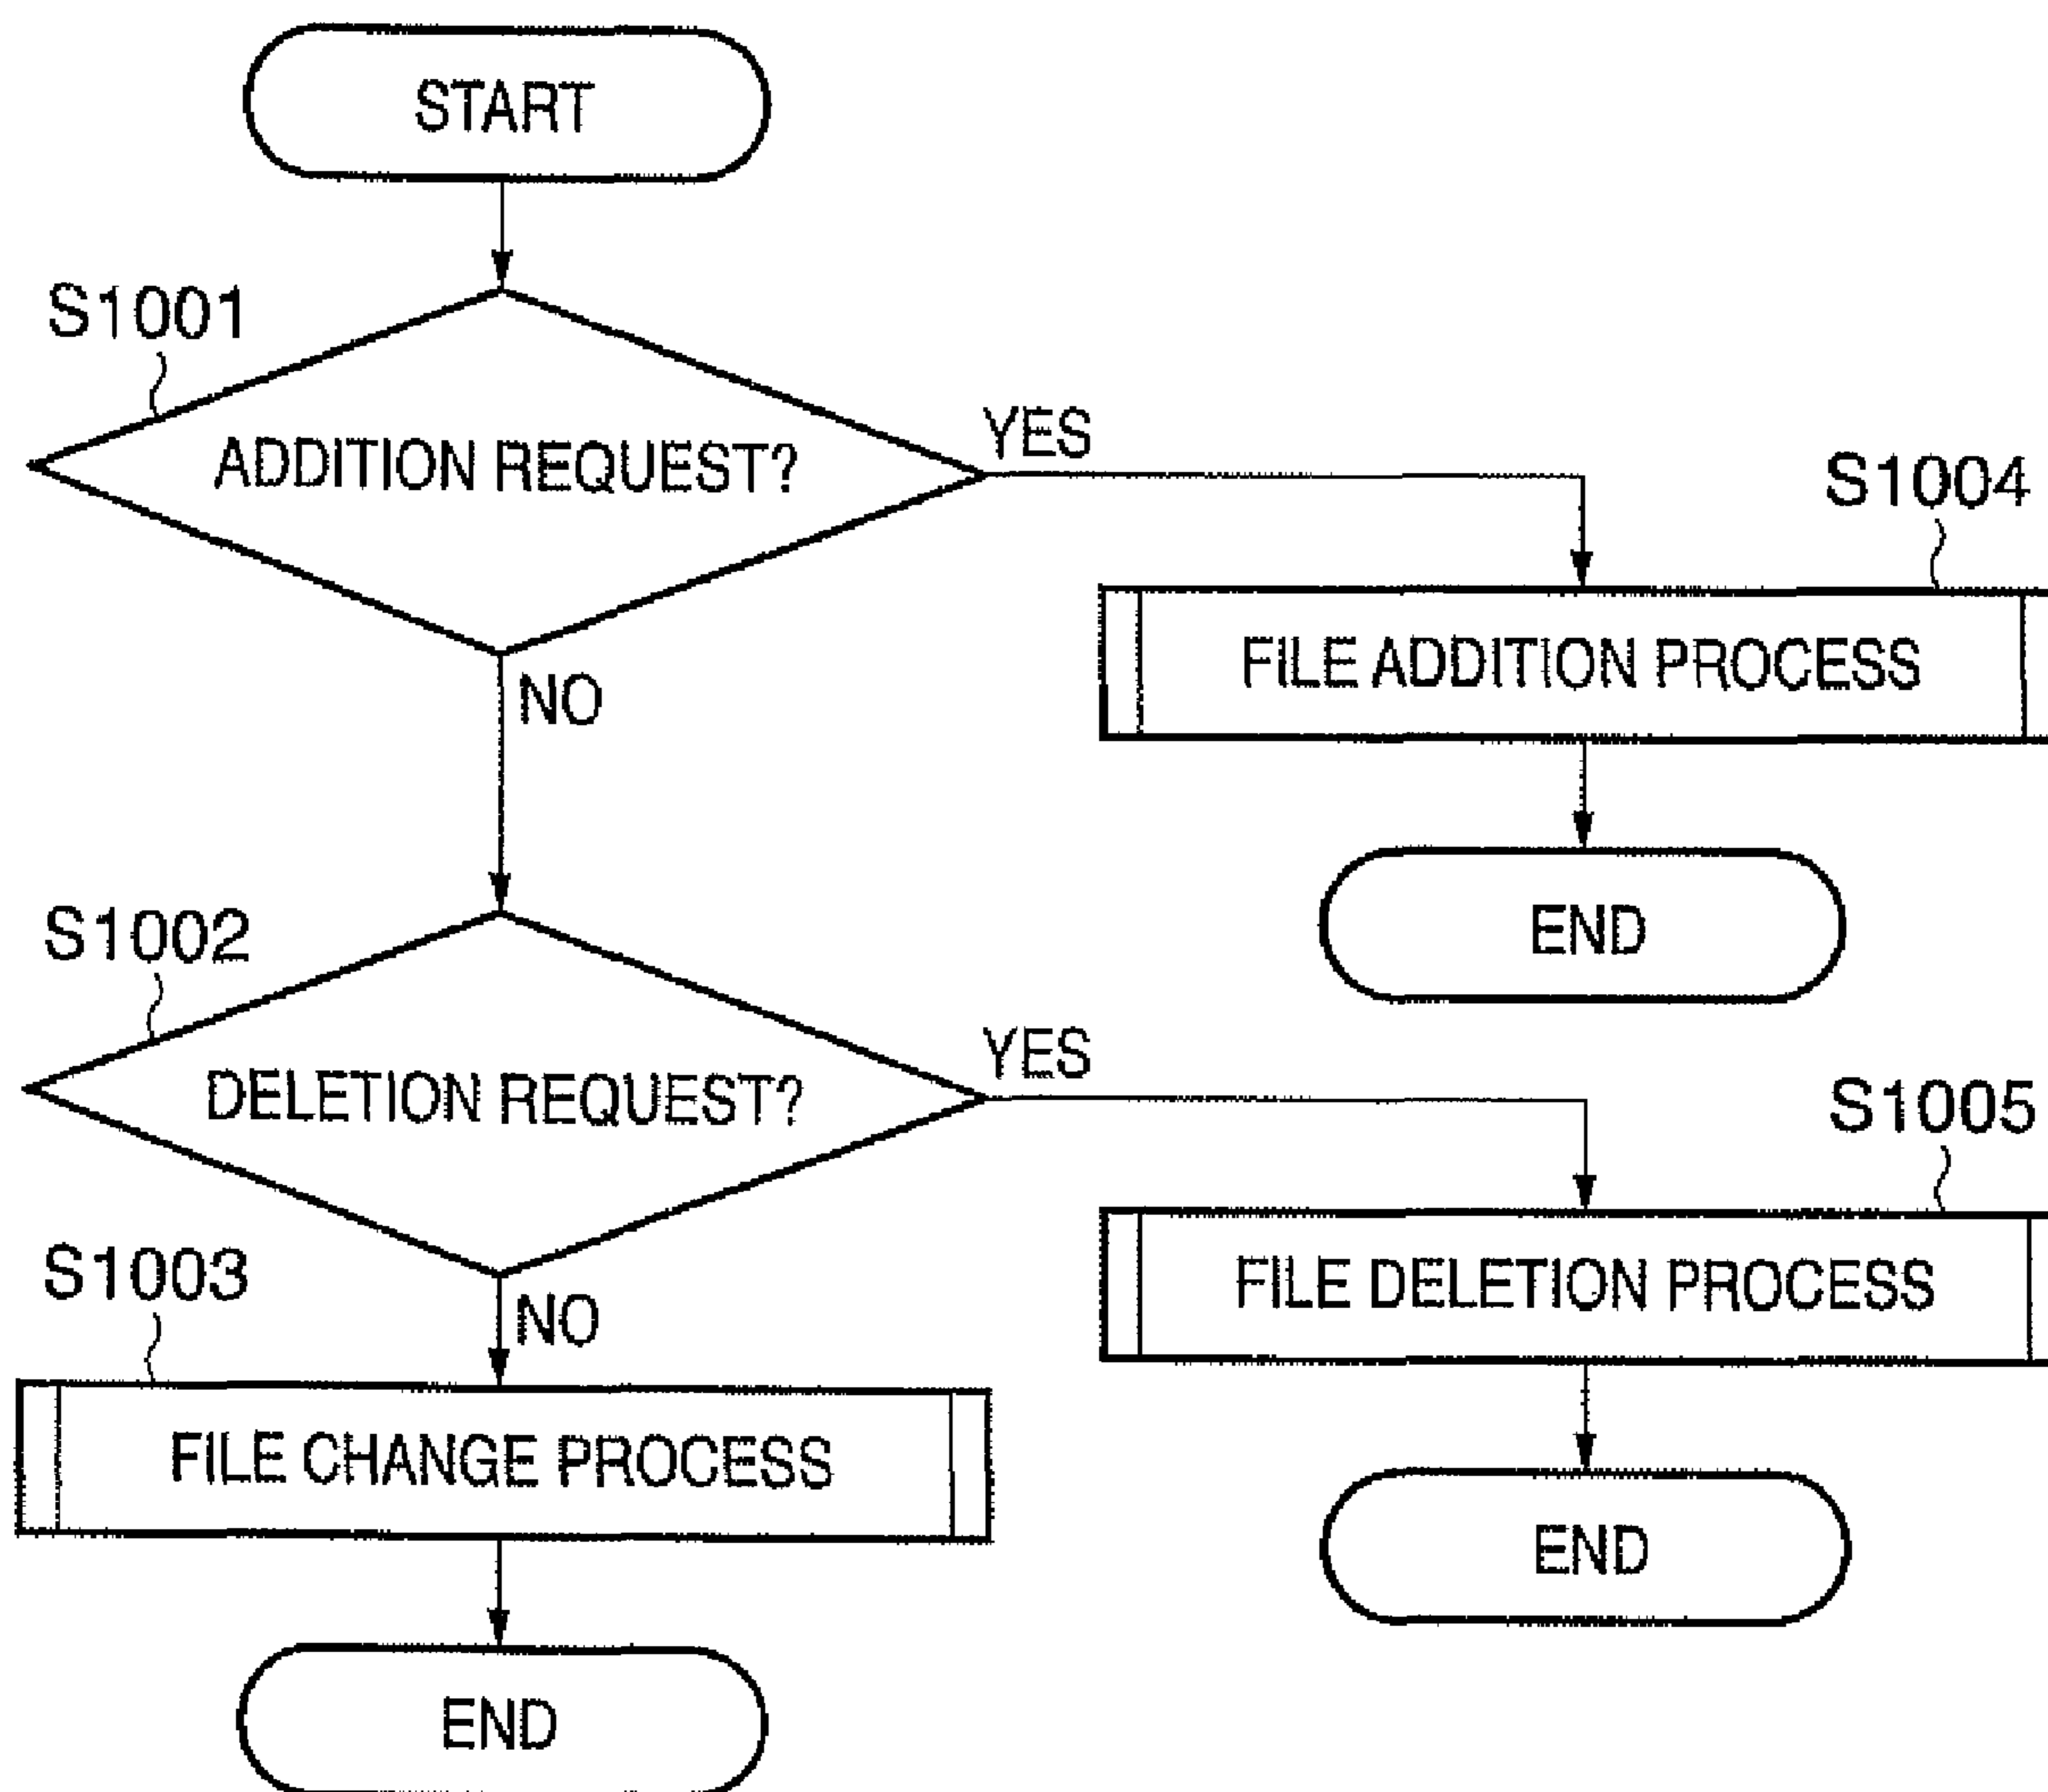 START
S1001
ADDITION REQUEST?
YES
NO
S1004
FILE ADDITION PROCESS
END
S1002
DELETION REQUEST?
YES
NO
S1005
FILE DELETION PROCESS
END
S1003
FILE CHANGE PROCESS
END